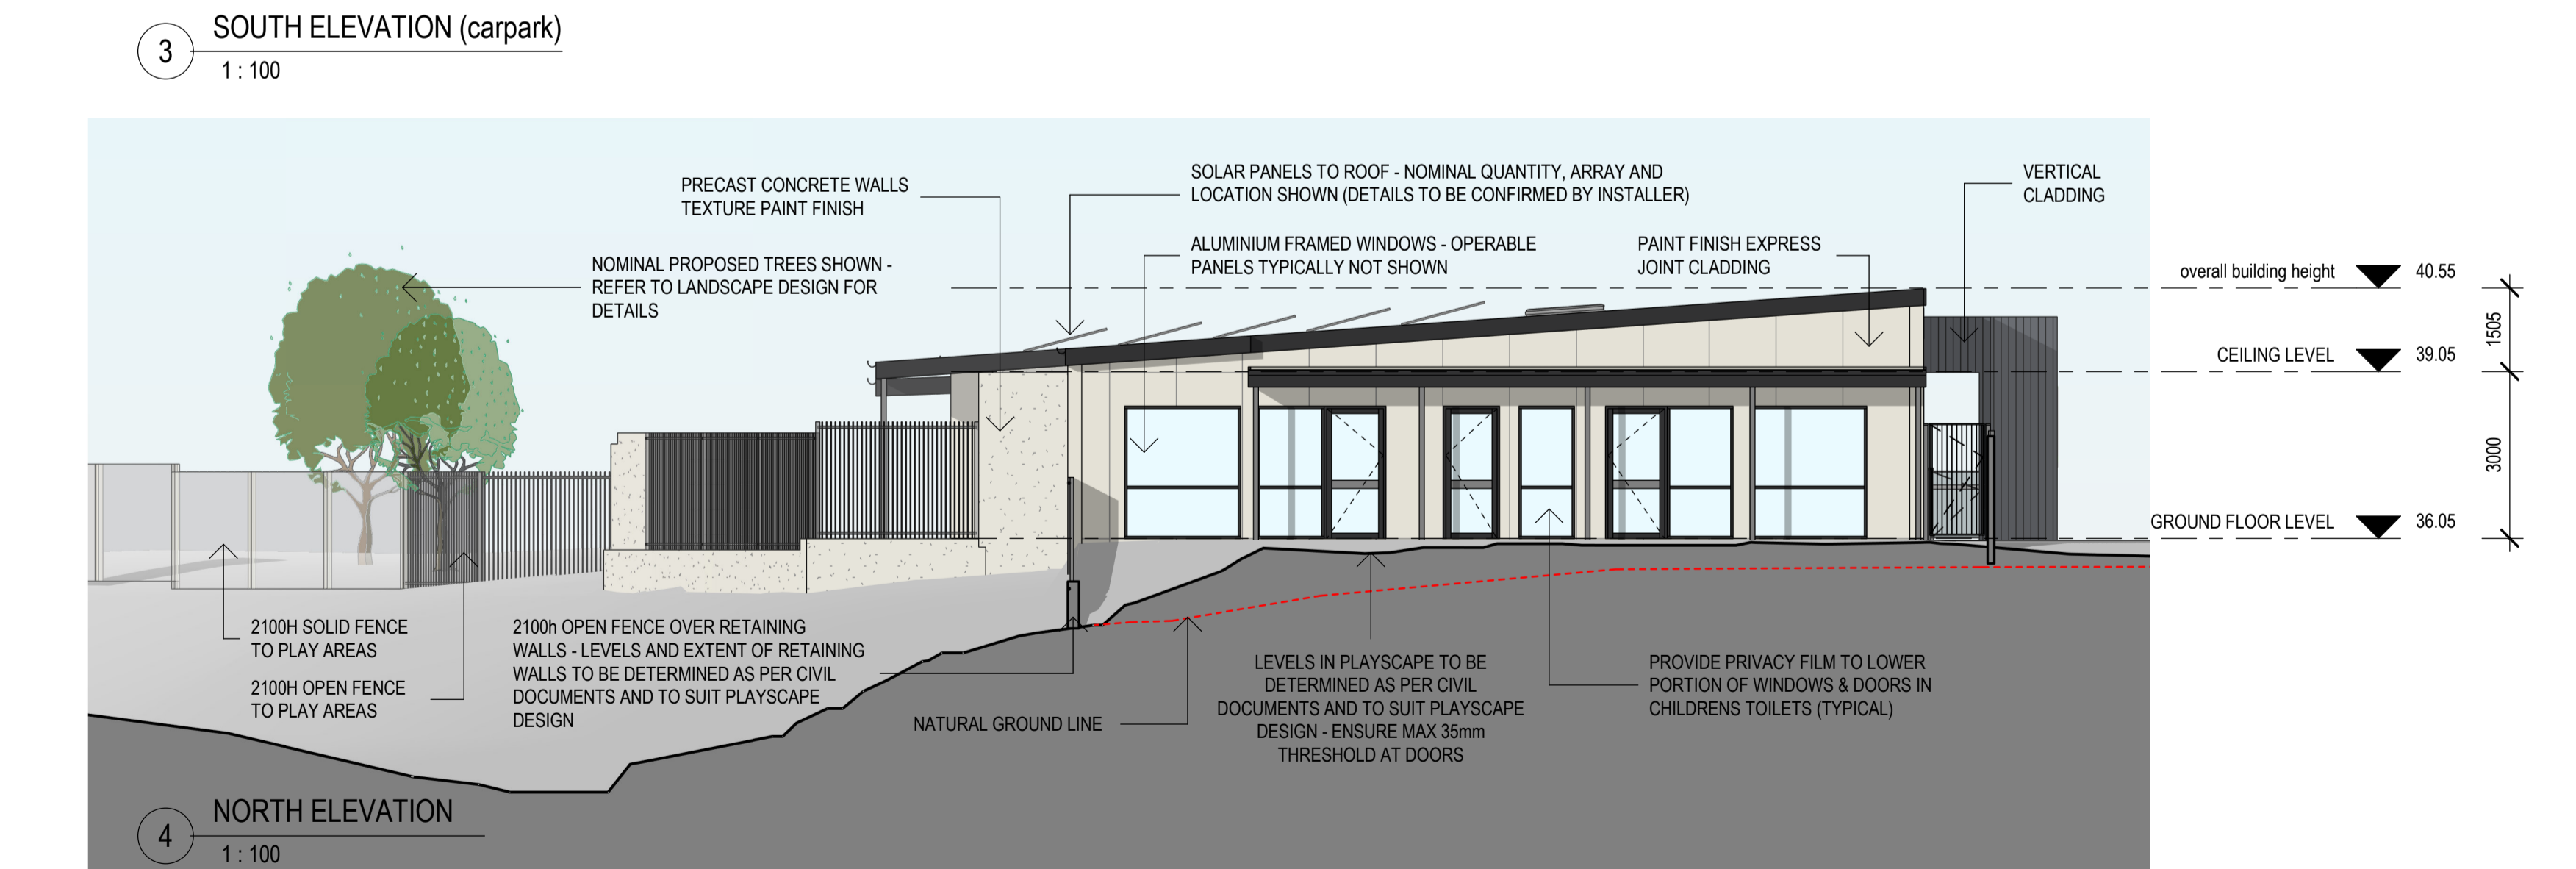 3
SOUTH ELEVATION (carpark)
1 : 100
PRECAST CONCRETE WALLS
TEXTURE PAINT FINISH
SOLAR PANELS TO ROOF - NOMINAL QUANTITY, ARRAY AND
LOCATION SHOWN (DETAILS TO BE CONFIRMED BY INSTALLER)
VERTICAL
CLADDING
NOMINAL PROPOSED TREES SHOWN -
REFER TO LANDSCAPE DESIGN FOR
DETAILS
ALUMINIUM FRAMED WINDOWS - OPERABLE
PANELS TYPICALLY NOT SHOWN
PAINT FINISH EXPRESS
JOINT CLADDING
overall building height
40.55
1505
CEILING LEVEL
39.05
3000
GROUND FLOOR LEVEL
36.05
2100H SOLID FENCE
TO PLAY AREAS
2100H OPEN FENCE
TO PLAY AREAS
2100h OPEN FENCE OVER RETAINING
WALLS - LEVELS AND EXTENT OF RETAINING
WALLS TO BE DETERMINED AS PER CIVIL
DOCUMENTS AND TO SUIT PLAYSCAPE
DESIGN
NATURAL GROUND LINE
LEVELS IN PLAYSCAPE TO BE
DETERMINED AS PER CIVIL
DOCUMENTS AND TO SUIT PLAYSCAPE
DESIGN - ENSURE MAX 35mm
THRESHOLD AT DOORS
PROVIDE PRIVACY FILM TO LOWER
PORTION OF WINDOWS & DOORS IN
CHILDRENS TOILETS (TYPICAL)
4
NORTH ELEVATION
1 : 100